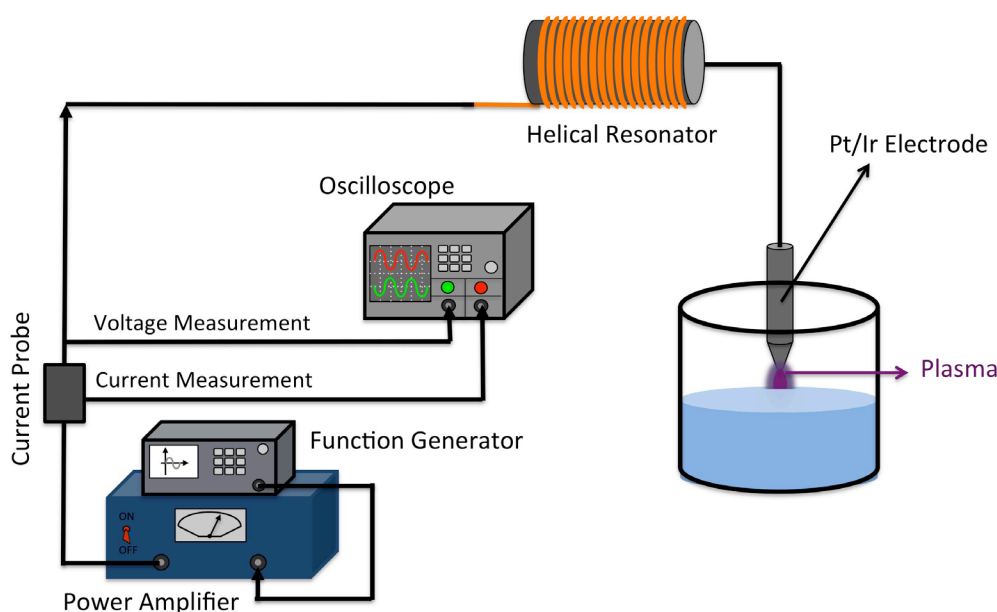 Helical Resonator
Pt/Ir Electrode
Oscilloscope
Voltage Measurement
Current Probe
Current Measurement
Plasma
Function Generator
ON
OFF
Power Amplifier